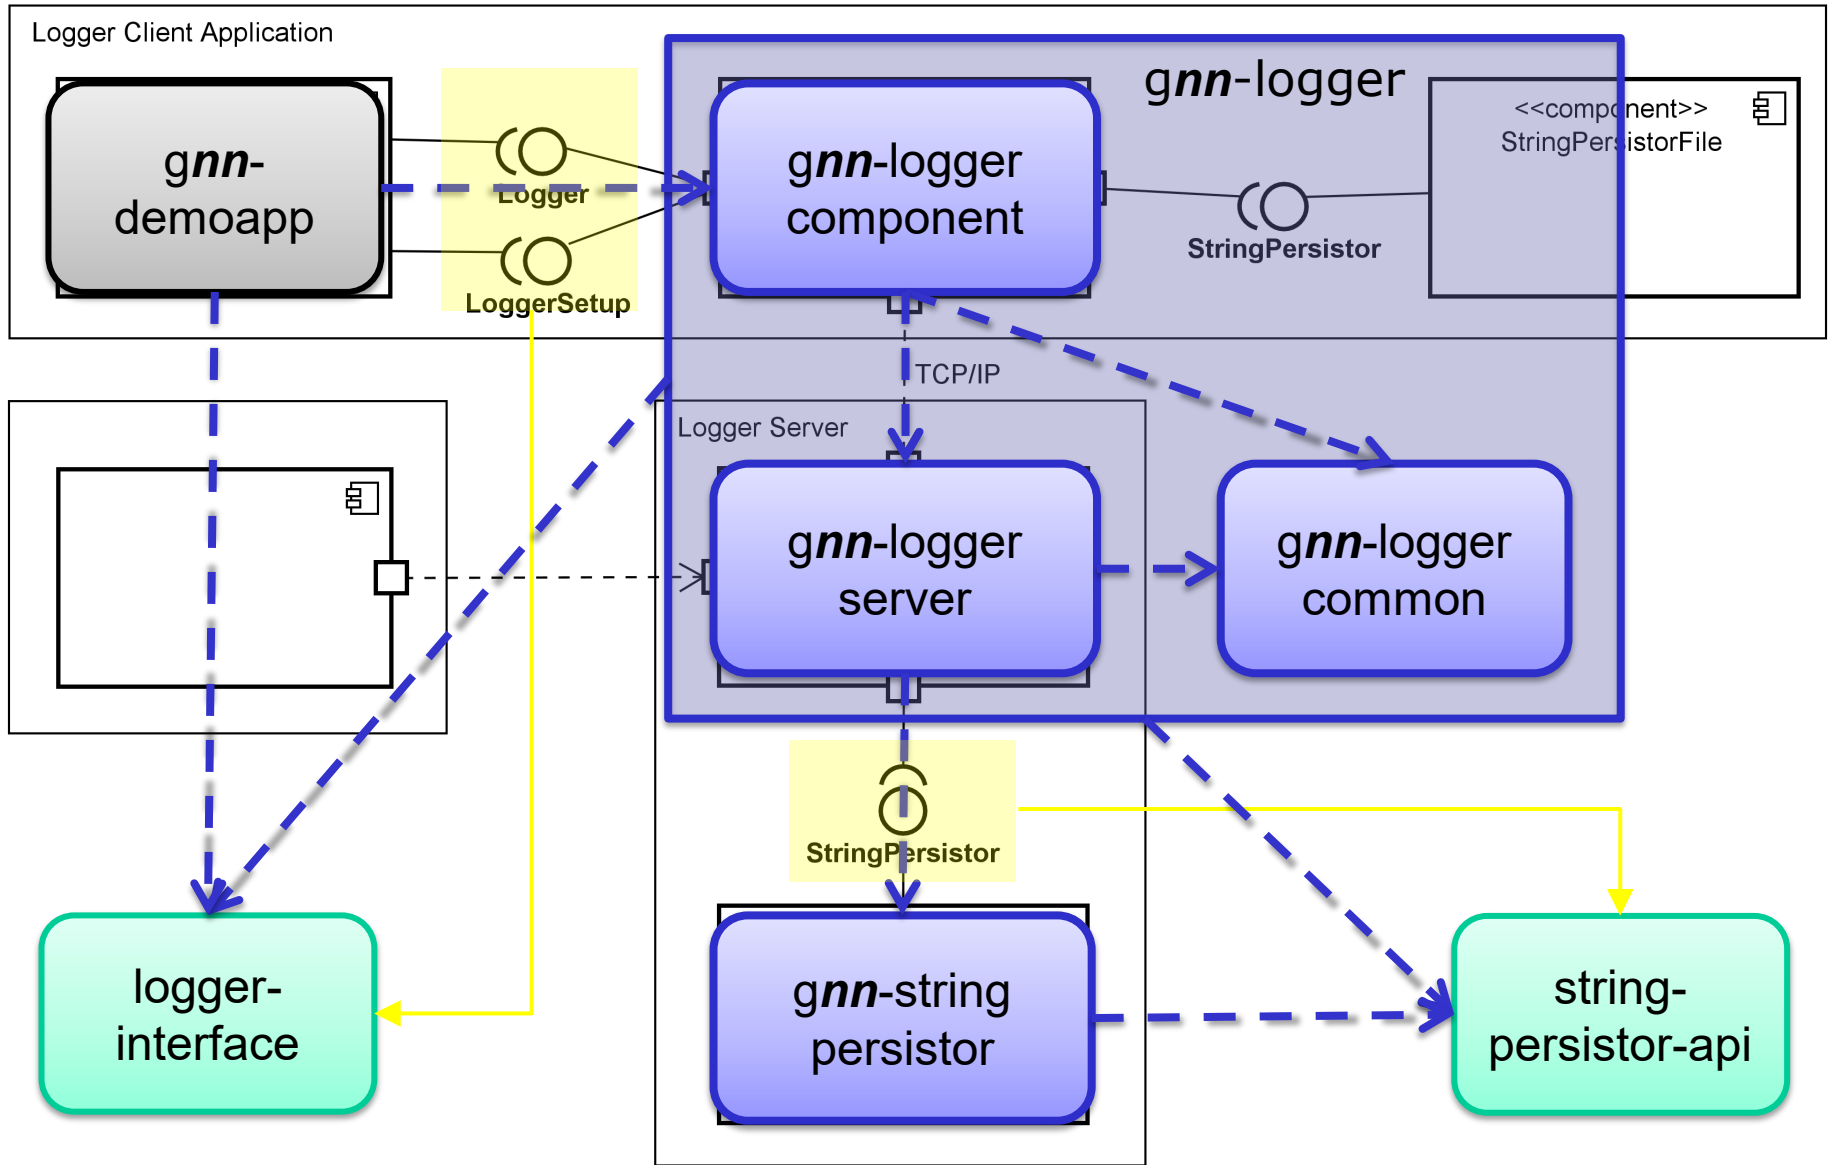 Logger Client Application
gnn-logger
<<component>>
StringPersistorFile
gnn-
demoapp
Logger
LoggerSetup
gnn-logger
component
StringPersistor
TCP/IP
Logger Server
gnn-logger
server
gnn-logger
common
StringPersistor
logger-
interface
gnn-string
persistor
string-
persistor-api